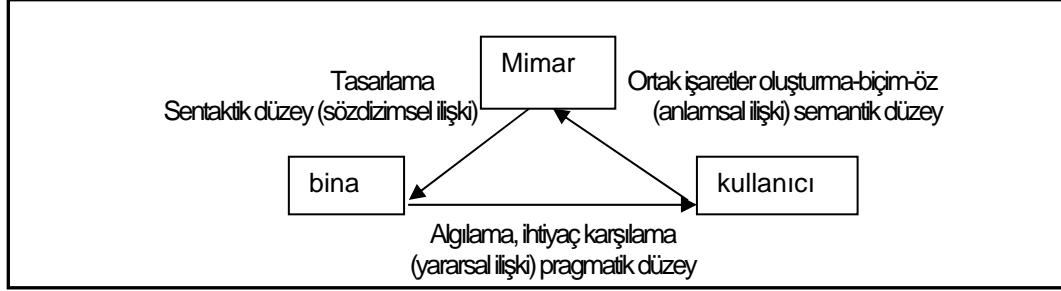 Mimar
Tasarlama
Sentaktik düzey (sözdizimsel ilişki)
Ortak işaretler oluşturma-biçim-öz
(anlamsal ilişki) semantik düzey
bina
kullanıcı
Algılama, ihtiyaç karşılama
(yararsal ilişki) pragmatik düzey